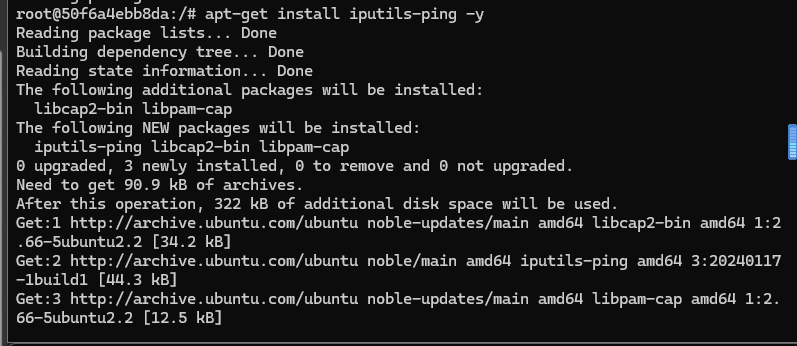 root@50f6a4ebb8da:/# apt-get install iputils-ping -y
Reading package lists... Done
Building dependency tree... Done
Reading state information... Done
The following additional packages will be installed:
  libcap2-bin libpam-cap
The following NEW packages will be installed:
  iputils-ping libcap2-bin libpam-cap
0 upgraded, 3 newly installed, 0 to remove and 0 not upgraded.
Need to get 90.9 kB of archives.
After this operation, 322 kB of additional disk space will be used.
Get:1 http://archive.ubuntu.com/ubuntu noble-updates/main amd64 libcap2-bin amd64 1:2
.66-5ubuntu2.2 [34.2 kB]
Get:2 http://archive.ubuntu.com/ubuntu noble/main amd64 iputils-ping amd64 3:20240117
-1build1 [44.3 kB]
Get:3 http://archive.ubuntu.com/ubuntu noble-updates/main amd64 libpam-cap amd64 1:2.
66-5ubuntu2.2 [12.5 kB]